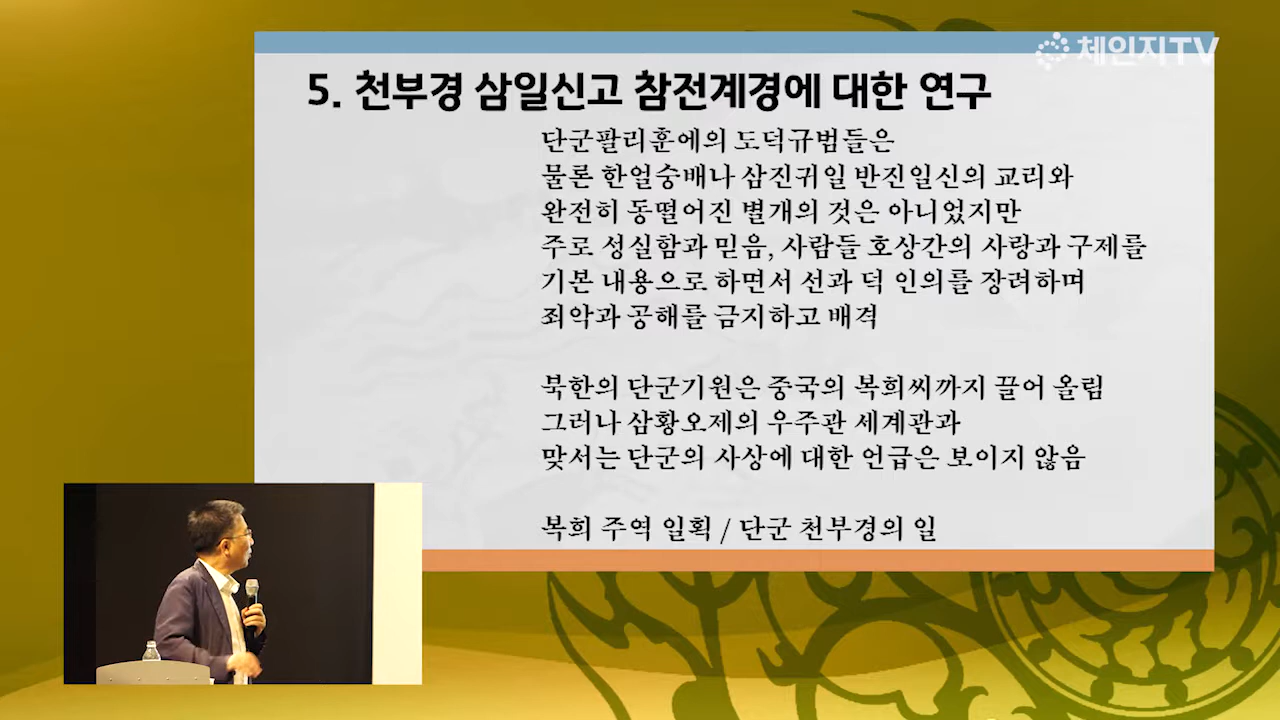 체인지TV
5. 천부경 삼일신고 참전계경에 대한 연구
단군팔리훈에의 도덕규범들은
물론 한얼숭배나 삼진귀일 반진일신의 교리와
완전히 동떨어진 별개의 것은 아니었지만
주로 성실함과 믿음, 사람들 호상간의 사랑과 구제를
기본 내용으로 하면서 선과 덕 인의를 장려하며
죄악과 공해를 금지하고 배격
북한의 단군기원은 중국의 복희씨까지 끌어 올림
그러나 삼황오제의 우주관 세계관과
맞서는 단군의 사상에 대한 언급은 보이지 않음
복희 주역 일획 / 단군 천부경의 일